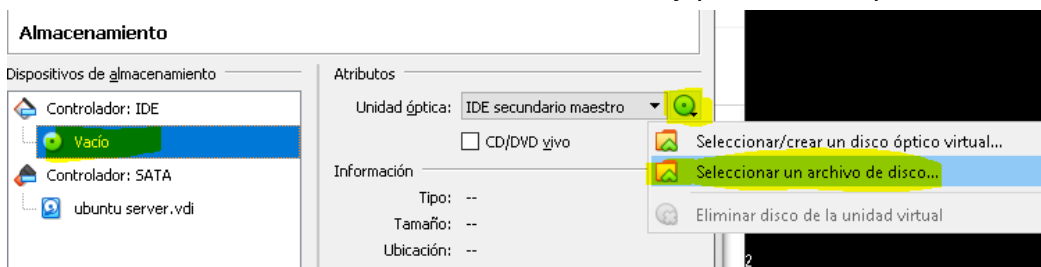 Almacenamiento
Dispositivos de almacenamiento
Controlador: IDE
Vacío
Controlador: SATA
ubuntu server.vdi
Atributos
Unidad óptica: IDE secundario maestro
CD/DVD vivo
Información
Tipo: --
Tamaño: --
Ubicación: --
Seleccionar/crear un disco óptico virtual...
Seleccionar un archivo de disco...
Eliminar disco de la unidad virtual
2